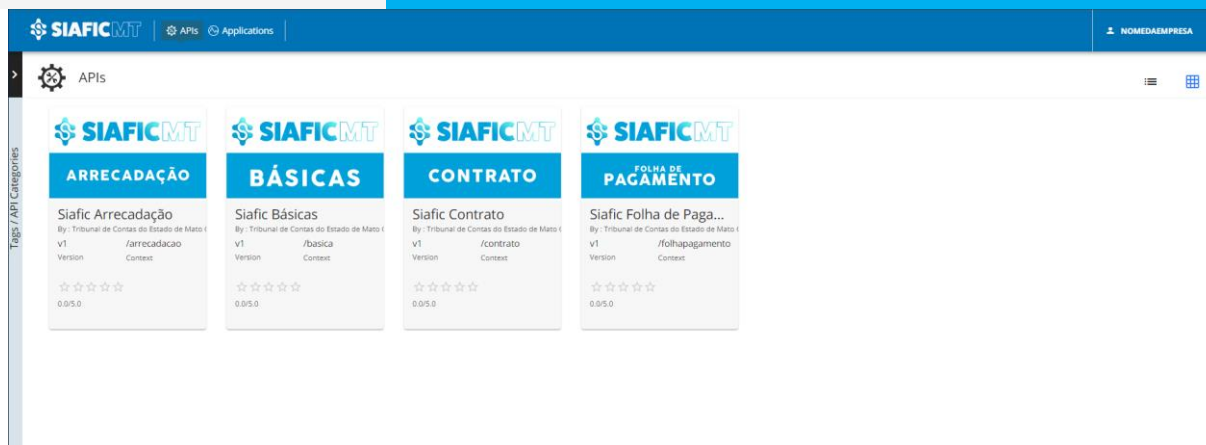 SIAFICMT APIs Applications NOMEDAEMPRESA
APIs
Tags / API Categories
SIAFICMT
ARRECADAÇÃO
Siafic Arrecadação
By : Tribunal de Contas do Estado de Mato
v1 /arrecadacao
Version Context
0.0/5.0
SIAFICMT
BÁSICAS
Siafic Básicas
By : Tribunal de Contas do Estado de Mato
v1 /basica
Version Context
0.0/5.0
SIAFICMT
CONTRATO
Siafic Contrato
By : Tribunal de Contas do Estado de Mato
v1 /contrato
Version Context
0.0/5.0
SIAFICMT
FOLHA DE
PAGAMENTO
Siafic Folha de Paga...
By : Tribunal de Contas do Estado de Mato
v1 /folhapagamento
Version Context
0.0/5.0